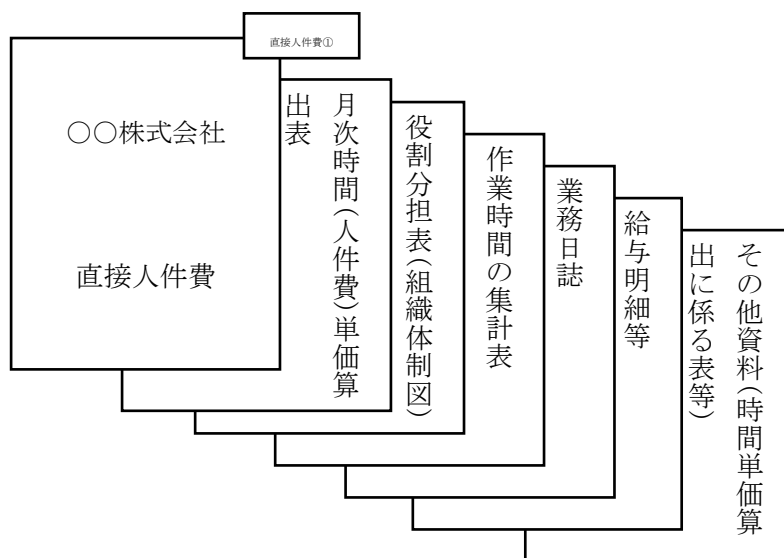 直接人件費①
○○株式会社
直接人件費
月次時間(人件費)単価算
出表
役割分担表(組織体制図)
作業時間の集計表
業務日誌
給与明細等
その他資料(時間単価算
出に係る表等)